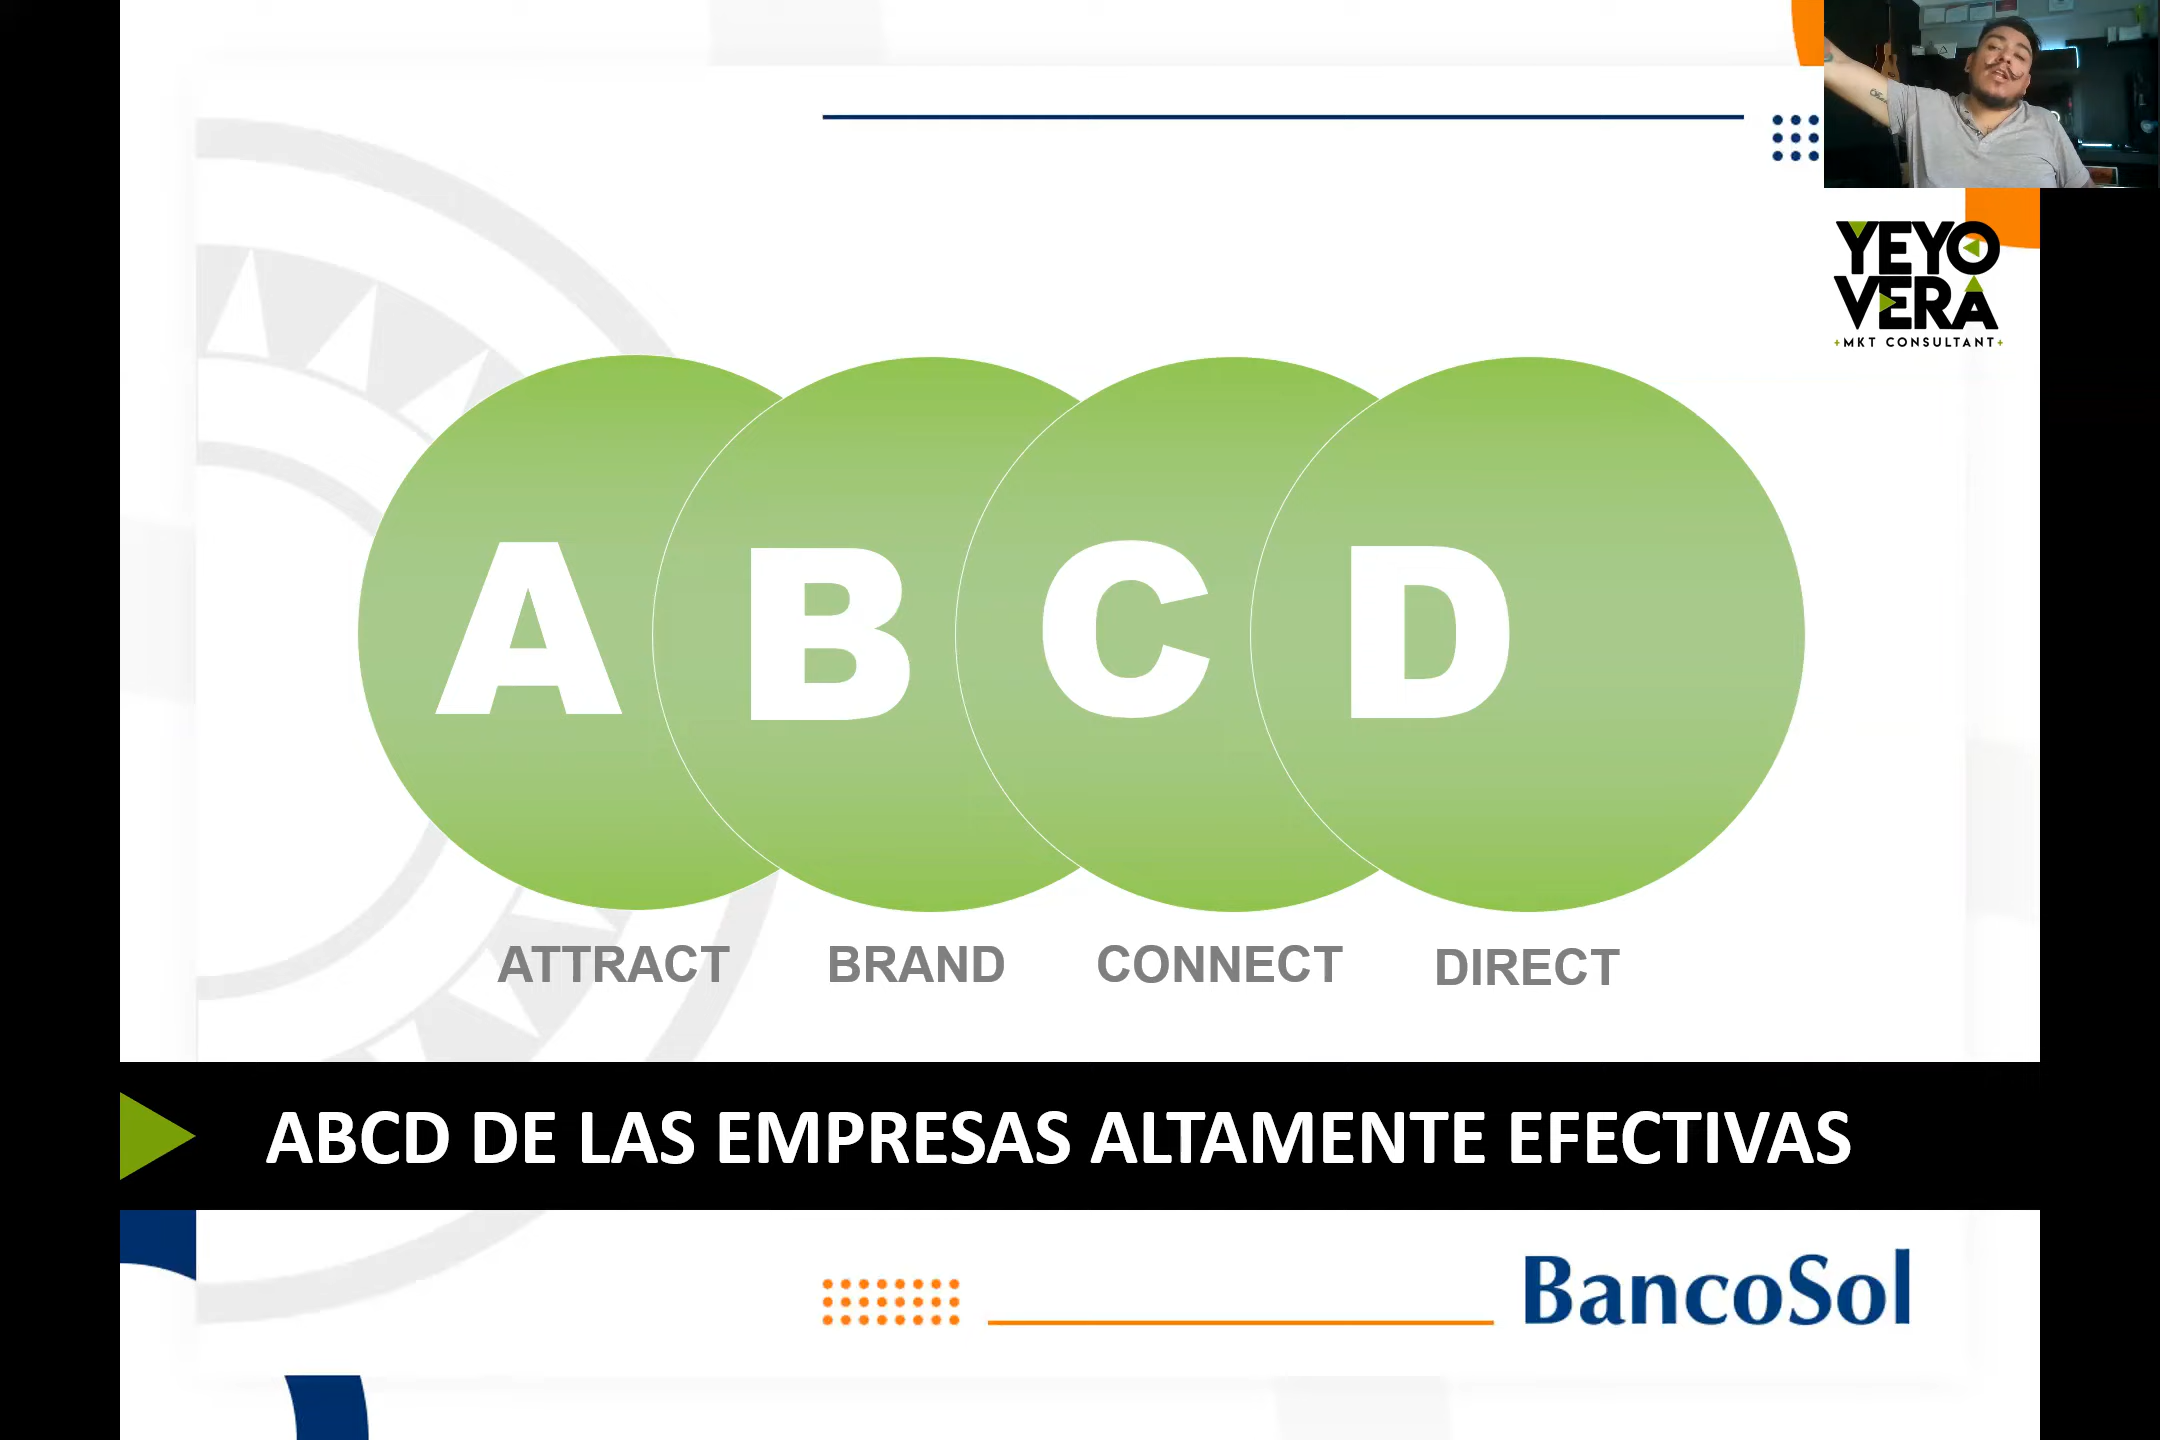 YEYO
VERA
+MKT CONSULTANT+
A B C D
ATTRACT BRAND CONNECT DIRECT
ABCD DE LAS EMPRESAS ALTAMENTE EFECTIVAS
BancoSol